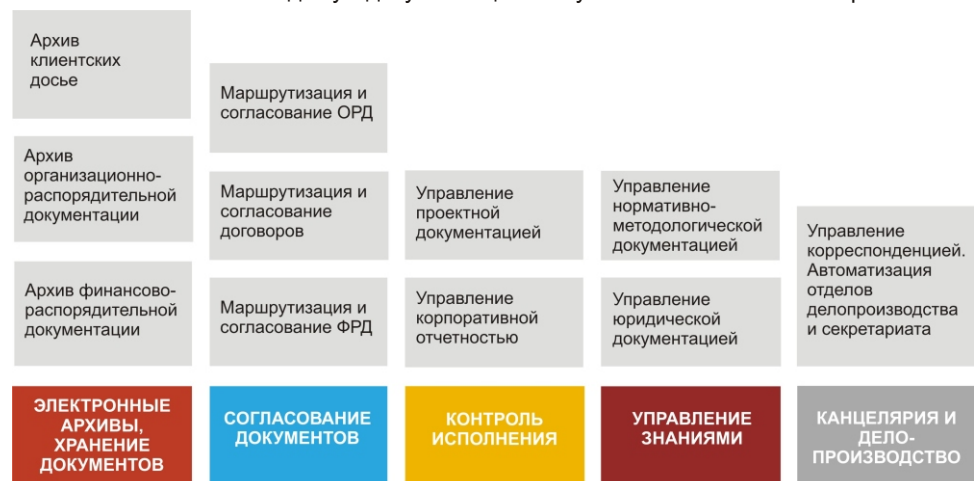 Архив
клиентских
досье
Архив
организационно-
распорядительной
документации
Архив финансово-
распорядительной
документации
ЭЛЕКТРОННЫЕ
АРХИВЫ,
ХРАНЕНИЕ
ДОКУМЕНТОВ
Маршрутизация и
согласование ОРД
Маршрутизация и
согласование
договоров
Маршрутизация и
согласование ФРД
СОГЛАСОВАНИЕ
ДОКУМЕНТОВ
Управление
проектной
документацией
Управление
корпоративной
отчетностью
КОНТРОЛЬ
ИСПОЛНЕНИЯ
Управление
нормативно-
методологической
документацией
Управление
юридической
документацией
УПРАВЛЕНИЕ
ЗНАНИЯМИ
Управление
корреспонденцией.
Автоматизация
отделов
делопроизводства
и секретариата
КАНЦЕЛЯРИЯ И
ДЕЛО-
ПРОИЗВОДСТВО